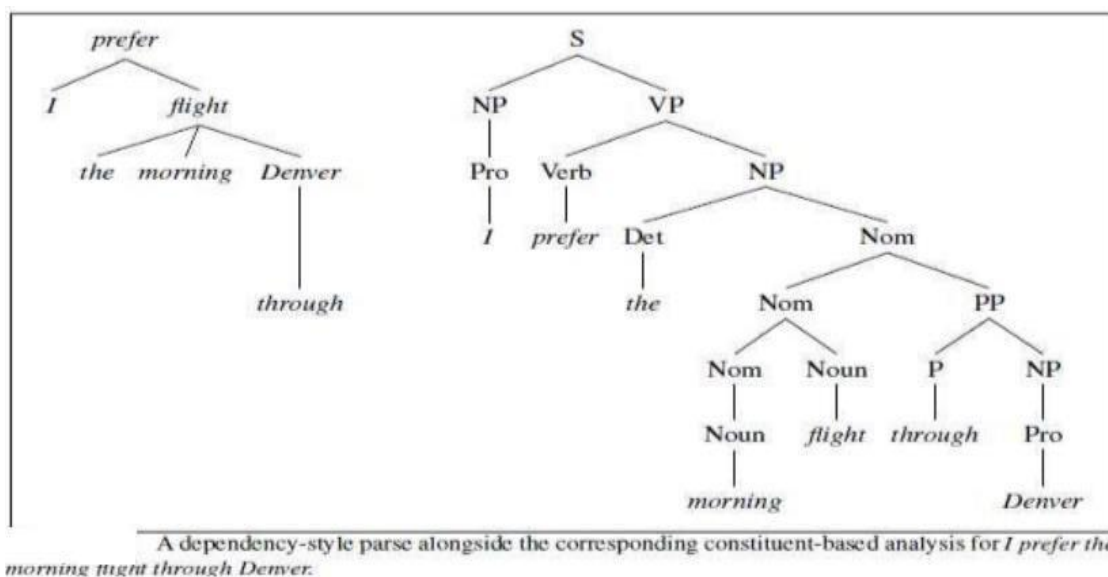 prefer S
I flight NP VP
the morning Denver Pro Verb NP
I prefer Det Nom
through the Nom PP
Nom Noun P NP
Noun flight through Pro
morning Denver
A dependency-style parse alongside the corresponding constituent-based analysis for I prefer the
morning flight through Denver.